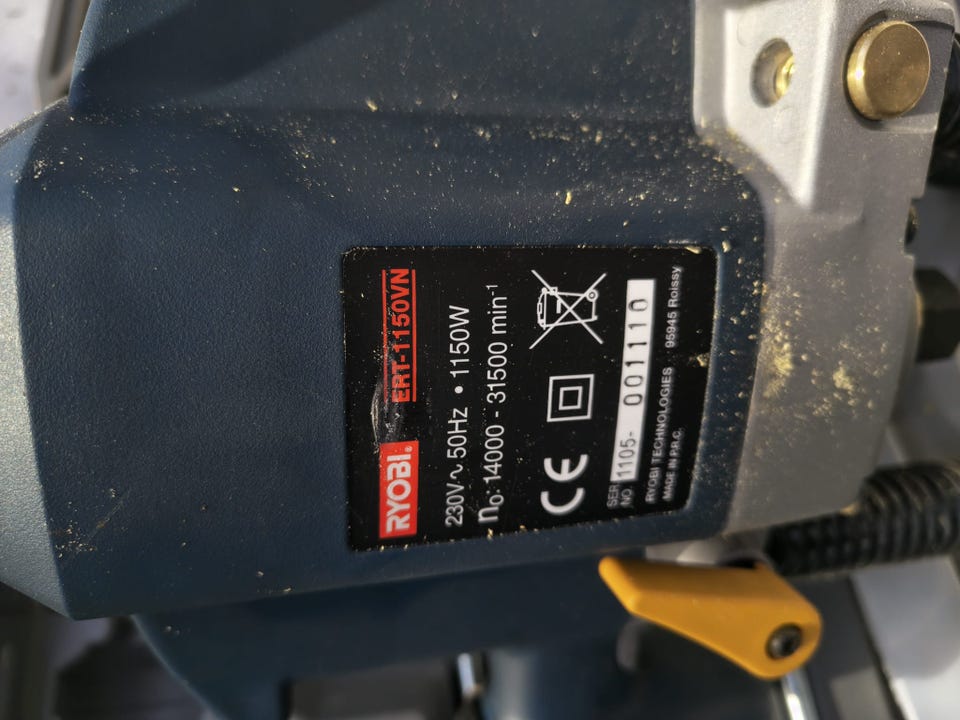 RYOBI® ERT-1150VN
230V~ 50Hz • 1150W
n₀: 14000 - 31500 min⁻¹
CE
SER NO 1105- 001110
RYOBI TECHNOLOGIES 95945 Roissy
MADE IN P.R.C.